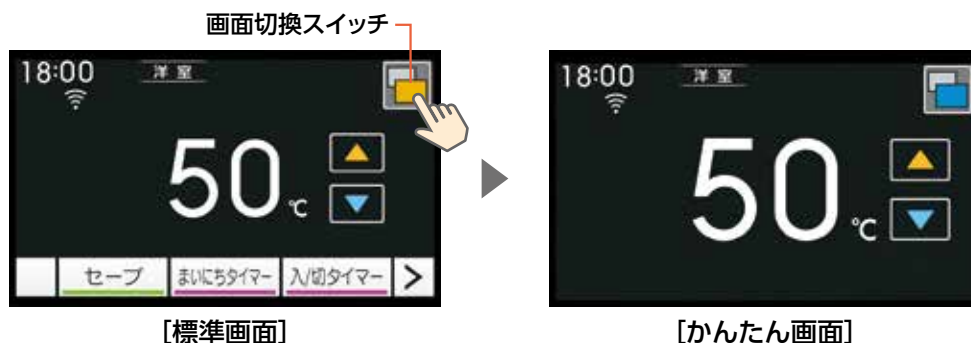 画面切換スイッチ
18:00 洋室
50℃
セーブ まいにちタイマー 入/切タイマー >
[標準画面]
18:00 洋室
50℃
[かんたん画面]